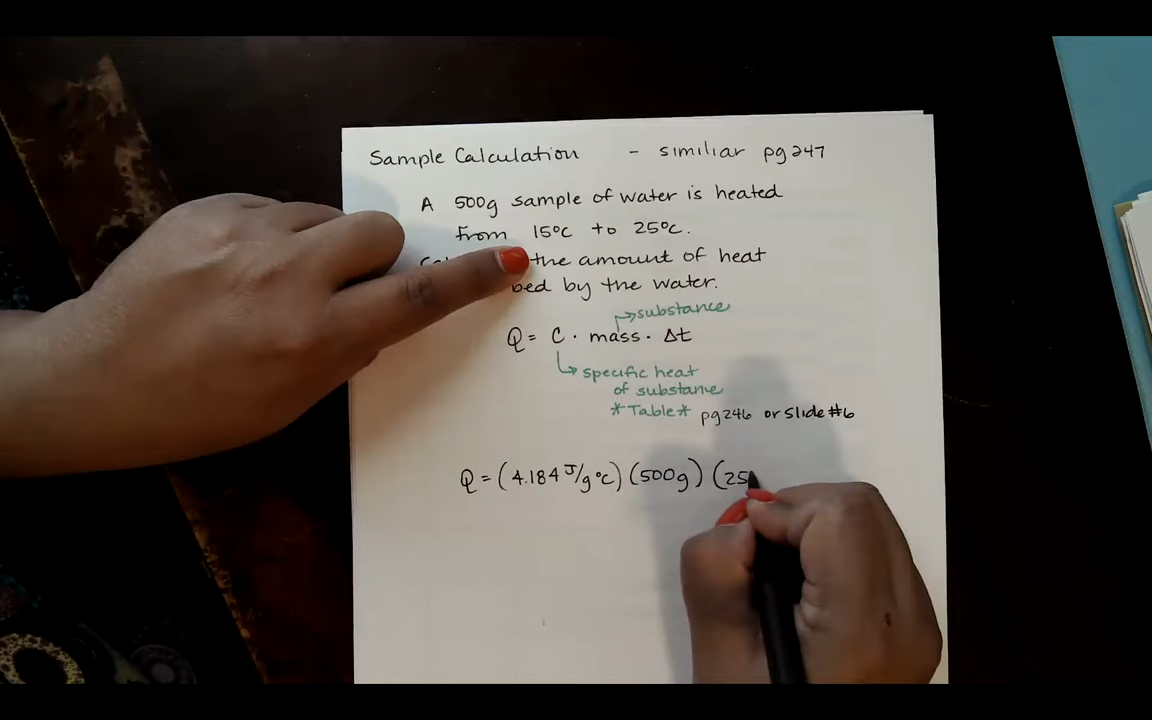 Sample Calculation - similiar pg 247
A 500g sample of water is heated
from 15°C to 25°C.
the amount of heat
by the water.
→substance
Q = C · mass · Δt
↳ specific heat
of substance
*Table* pg 246 or Slide #6
Q = (4.184 J/g°C) (500g) (25